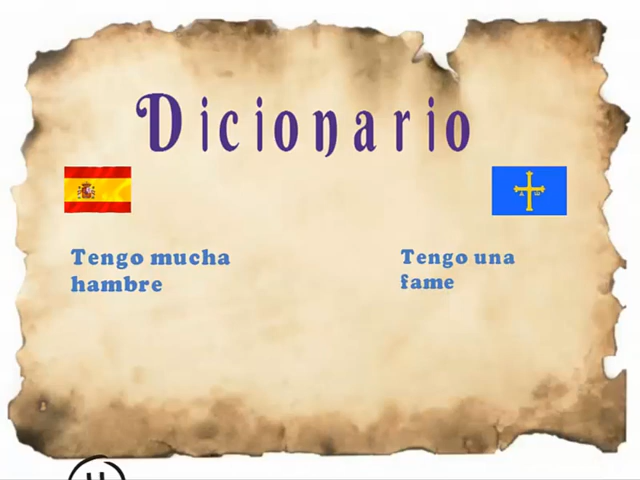 Dicionario
Tengo mucha
hambre
Tengo una
fame